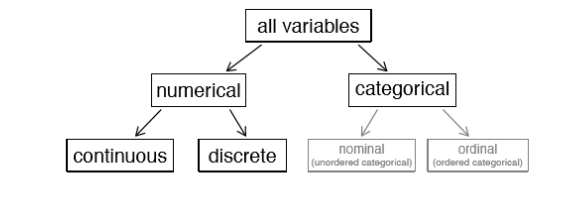 all variables
numerical
categorical
continuous
discrete
nominal
(unordered categorical)
ordinal
(ordered categorical)